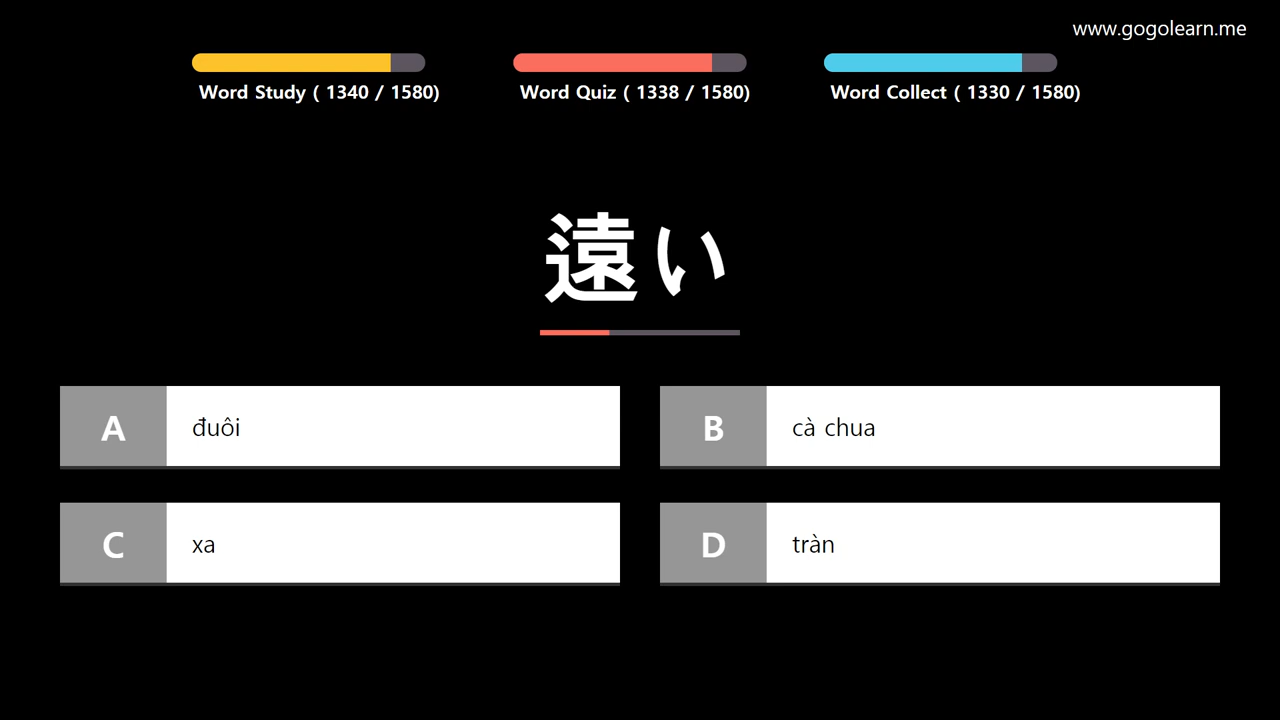 www.gogolearn.me
Word Study ( 1340 / 1580)
Word Quiz ( 1338 / 1580)
Word Collect ( 1330 / 1580)
遠い
A
đuôi
B
cà chua
C
xa
D
tràn